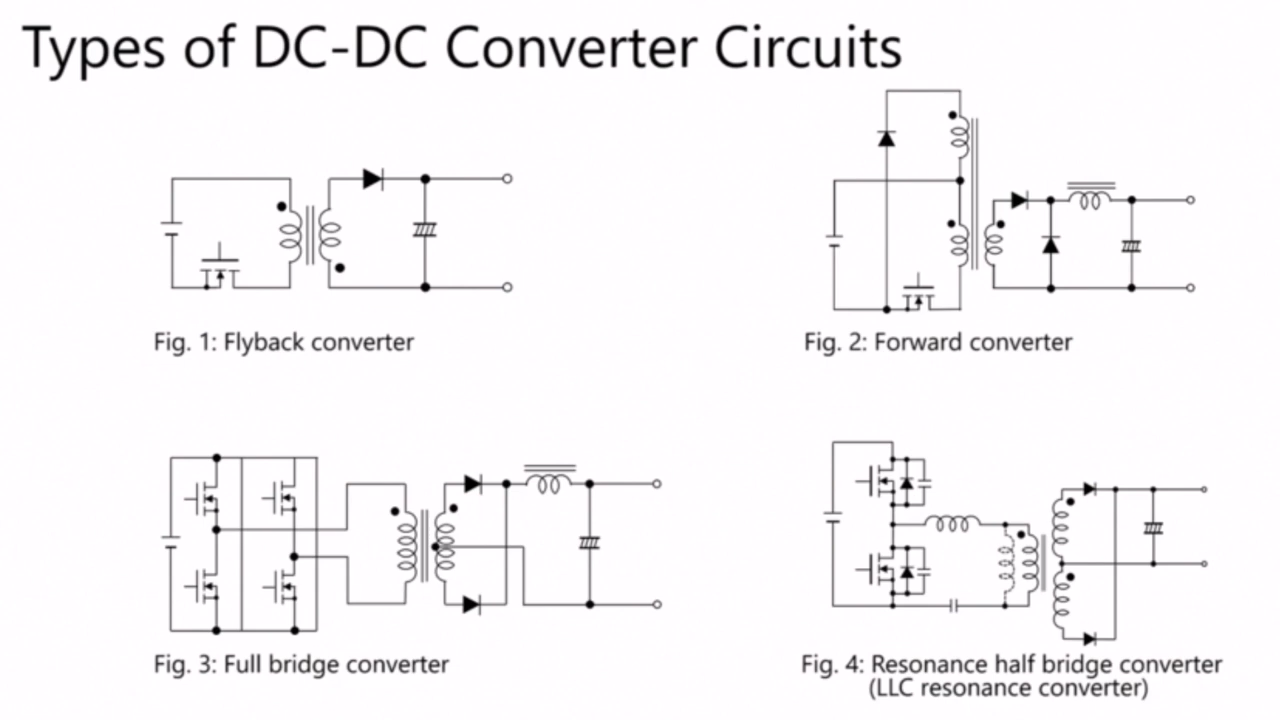 Types of DC-DC Converter Circuits
Fig. 1: Flyback converter
Fig. 2: Forward converter
Fig. 3: Full bridge converter
Fig. 4: Resonance half bridge converter
(LLC resonance converter)